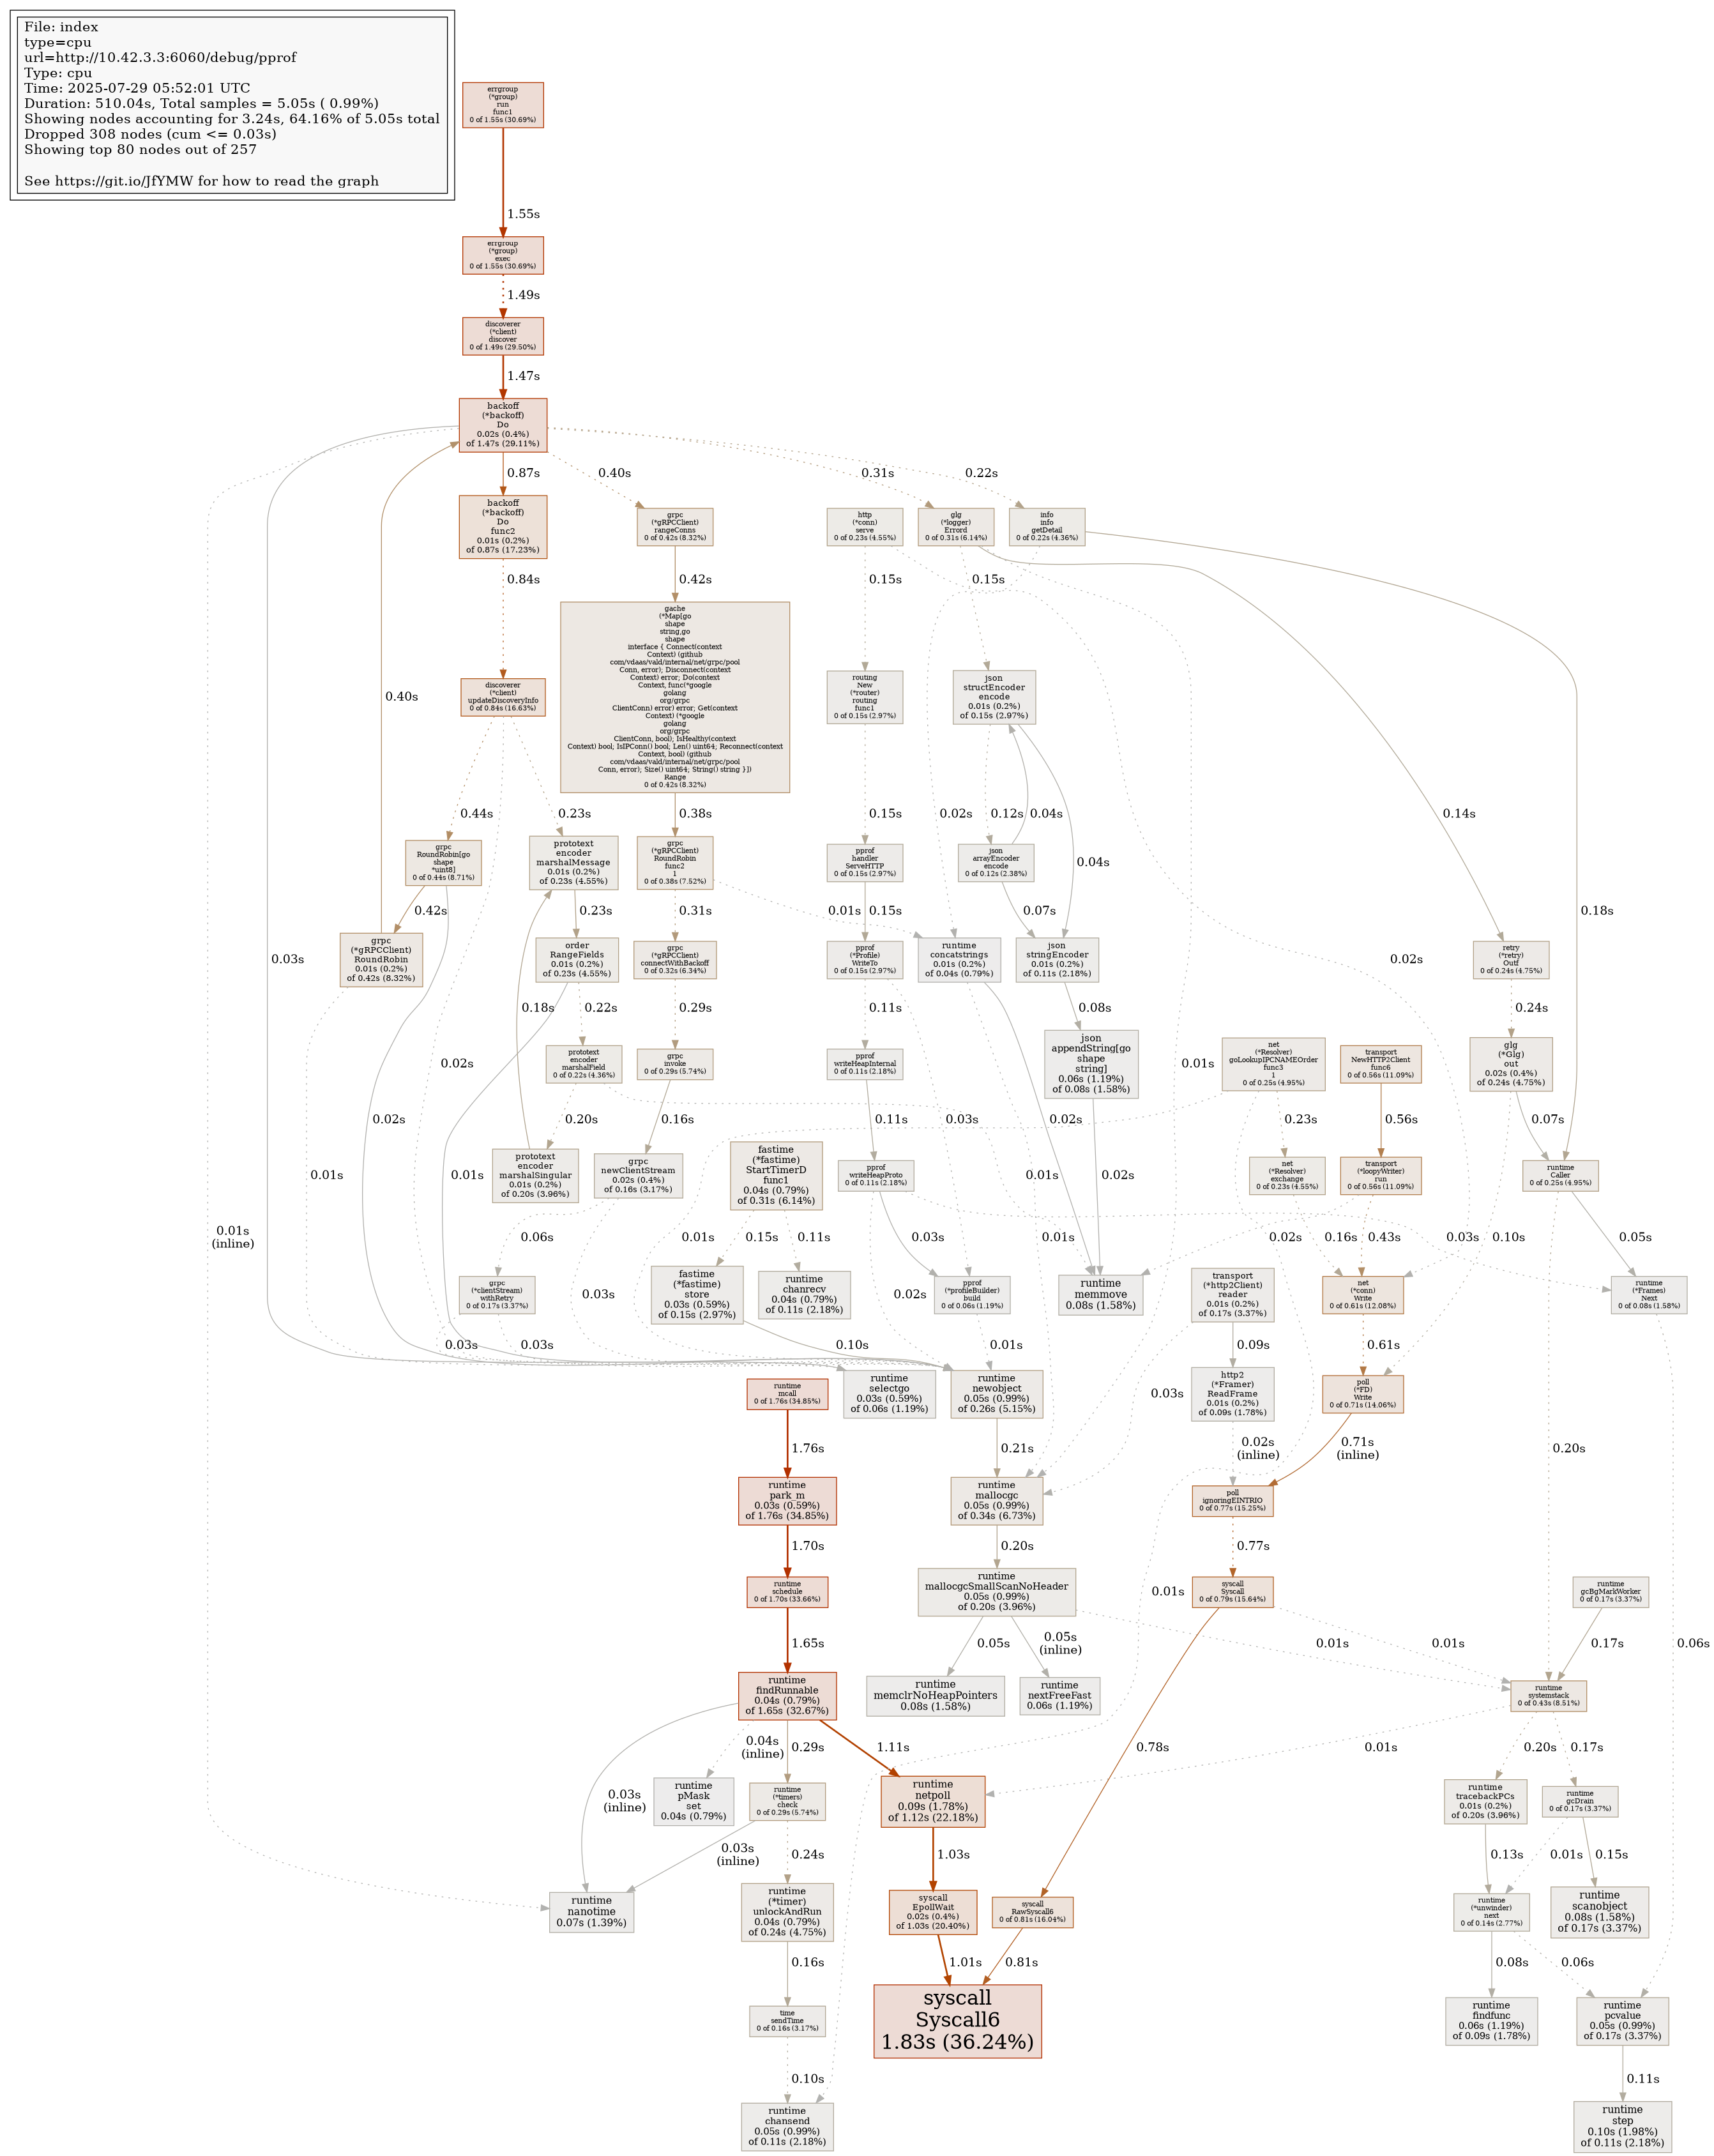 File: index
type=cpu
url=http://10.42.3.3:6060/debug/pprof
Type: cpu
Time: 2025-07-29 05:52:01 UTC
Duration: 510.04s, Total samples = 5.05s ( 0.99%)
Showing nodes accounting for 3.24s, 64.16% of 5.05s total
Dropped 308 nodes (cum <= 0.03s)
Showing top 80 nodes out of 257
See https://git.io/JfYMW for how to read the graph
errgroup
(*group)
run
func1
0 of 1.55s (30.69%)
1.55s
errgroup
(*group)
exec
0 of 1.55s (30.69%)
1.49s
discoverer
(*client)
discover
0 of 1.49s (29.50%)
1.47s
backoff
(*backoff)
Do
0.02s (0.4%)
of 1.47s (29.11%)
0.87s
0.40s
0.31s
0.22s
backoff
(*backoff)
Do
func2
0.01s (0.2%)
of 0.87s (17.23%)
grpc
(*gRPCClient)
rangeConns
0 of 0.42s (8.32%)
http
(*conn)
serve
0 of 0.23s (4.55%)
glg
(*logger)
Errord
0 of 0.31s (6.14%)
info
info
getDetail
0 of 0.22s (4.36%)
0.84s
0.42s
0.15s
0.15s
gache
(*Map[go
shape
string,go
shape
interface { Connect(context
Context) (github
com/vdaas/vald/internal/net/grpc/pool
Conn, error); Disconnect(context
Context) error; Do(context
Context, func(*google
golang
org/grpc
ClientConn) error) error; Get(context
Context) (*google
golang
org/grpc
ClientConn, bool); IsHealthy(context
Context) bool; IsIPConn() bool; Len() uint64; Reconnect(context
Context, bool) (github
com/vdaas/vald/internal/net/grpc/pool
Conn, error); Size() uint64; String() string }])
Range
0 of 0.42s (8.32%)
discoverer
(*client)
updateDiscoveryInfo
0 of 0.84s (16.63%)
routing
New
(*router)
routing
func1
0 of 0.15s (2.97%)
json
structEncoder
encode
0.01s (0.2%)
of 0.15s (2.97%)
0.40s
0.44s
0.23s
0.38s
0.15s
0.02s
0.12s
0.04s
0.14s
grpc
RoundRobin[go
shape
*uint8]
0 of 0.44s (8.71%)
prototext
encoder
marshalMessage
0.01s (0.2%)
of 0.23s (4.55%)
grpc
(*gRPCClient)
RoundRobin
func2
1
0 of 0.38s (7.52%)
pprof
handler
ServeHTTP
0 of 0.15s (2.97%)
json
arrayEncoder
encode
0 of 0.12s (2.38%)
0.04s
0.42s
0.23s
0.31s
0.01s
0.15s
0.07s
0.18s
0.03s
grpc
(*gRPCClient)
RoundRobin
0.01s (0.2%)
of 0.42s (8.32%)
order
RangeFields
0.01s (0.2%)
of 0.23s (4.55%)
grpc
(*gRPCClient)
connectWithBackoff
0 of 0.32s (6.34%)
pprof
(*Profile)
WriteTo
0 of 0.15s (2.97%)
runtime
concatstrings
0.01s (0.2%)
of 0.04s (0.79%)
json
stringEncoder
0.01s (0.2%)
of 0.11s (2.18%)
0.02s
retry
(*retry)
Outf
0 of 0.24s (4.75%)
0.18s
0.22s
0.29s
0.11s
0.08s
0.24s
0.02s
prototext
encoder
marshalField
0 of 0.22s (4.36%)
grpc
invoke
0 of 0.29s (5.74%)
pprof
writeHeapInternal
0 of 0.11s (2.18%)
json
appendString[go
shape
string]
0.06s (1.19%)
of 0.08s (1.58%)
0.01s
net
(*Resolver)
goLookupIPCNAMEOrder
func3
1
0 of 0.25s (4.95%)
transport
NewHTTP2Client
func6
0 of 0.56s (11.09%)
glg
(*Glg)
out
0.02s (0.4%)
of 0.24s (4.75%)
0.02s
0.20s
0.16s
0.11s
0.03s
0.02s
0.23s
0.56s
0.07s
0.01s
0.01s
prototext
encoder
marshalSingular
0.01s (0.2%)
of 0.20s (3.96%)
grpc
newClientStream
0.02s (0.4%)
of 0.16s (3.17%)
fastime
(*fastime)
StartTimerD
func1
0.04s (0.79%)
of 0.31s (6.14%)
pprof
writeHeapProto
0 of 0.11s (2.18%)
0.01s
0.02s
net
(*Resolver)
exchange
0 of 0.23s (4.55%)
transport
(*loopyWriter)
run
0 of 0.56s (11.09%)
runtime
Caller
0 of 0.25s (4.95%)
0.01s
(inline)
0.06s
0.03s
0.01s
0.15s
0.11s
0.02s
0.03s
0.01s
0.02s
0.16s
0.43s
0.03s
0.10s
0.05s
grpc
(*clientStream)
withRetry
0 of 0.17s (3.37%)
fastime
(*fastime)
store
0.03s (0.59%)
of 0.15s (2.97%)
runtime
chanrecv
0.04s (0.79%)
of 0.11s (2.18%)
pprof
(*profileBuilder)
build
0 of 0.06s (1.19%)
runtime
memmove
0.08s (1.58%)
transport
(*http2Client)
reader
0.01s (0.2%)
of 0.17s (3.37%)
net
(*conn)
Write
0 of 0.61s (12.08%)
runtime
(*Frames)
Next
0 of 0.08s (1.58%)
0.03s
0.03s
0.10s
0.01s
0.09s
0.61s
runtime
mcall
0 of 1.76s (34.85%)
runtime
selectgo
0.03s (0.59%)
of 0.06s (1.19%)
runtime
newobject
0.05s (0.99%)
of 0.26s (5.15%)
0.03s
http2
(*Framer)
ReadFrame
0.01s (0.2%)
of 0.09s (1.78%)
poll
(*FD)
Write
0 of 0.71s (14.06%)
1.76s
0.21s
0.02s
(inline)
0.71s
(inline)
0.20s
runtime
park_m
0.03s (0.59%)
of 1.76s (34.85%)
runtime
mallocgc
0.05s (0.99%)
of 0.34s (6.73%)
poll
ignoringEINTRIO
0 of 0.77s (15.25%)
1.70s
0.20s
0.77s
runtime
schedule
0 of 1.70s (33.66%)
runtime
mallocgcSmallScanNoHeader
0.05s (0.99%)
of 0.20s (3.96%)
0.01s
syscall
Syscall
0 of 0.79s (15.64%)
runtime
gcBgMarkWorker
0 of 0.17s (3.37%)
1.65s
0.05s
0.05s
(inline)
0.01s
0.01s
0.17s
0.06s
runtime
findRunnable
0.04s (0.79%)
of 1.65s (32.67%)
runtime
memclrNoHeapPointers
0.08s (1.58%)
runtime
nextFreeFast
0.06s (1.19%)
runtime
systemstack
0 of 0.43s (8.51%)
0.04s
(inline)
0.29s
1.11s
0.78s
0.01s
0.20s
0.17s
0.03s
(inline)
runtime
pMask
set
0.04s (0.79%)
runtime
(*timers)
check
0 of 0.29s (5.74%)
runtime
netpoll
0.09s (1.78%)
of 1.12s (22.18%)
runtime
tracebackPCs
0.01s (0.2%)
of 0.20s (3.96%)
runtime
gcDrain
0 of 0.17s (3.37%)
0.03s
(inline)
0.24s
1.03s
0.13s
0.01s
0.15s
runtime
nanotime
0.07s (1.39%)
runtime
(*timer)
unlockAndRun
0.04s (0.79%)
of 0.24s (4.75%)
syscall
EpollWait
0.02s (0.4%)
of 1.03s (20.40%)
syscall
RawSyscall6
0 of 0.81s (16.04%)
runtime
(*unwinder)
next
0 of 0.14s (2.77%)
runtime
scanobject
0.08s (1.58%)
of 0.17s (3.37%)
0.16s
1.01s
0.81s
0.08s
0.06s
time
sendTime
0 of 0.16s (3.17%)
syscall
Syscall6
1.83s (36.24%)
runtime
findfunc
0.06s (1.19%)
of 0.09s (1.78%)
runtime
pcvalue
0.05s (0.99%)
of 0.17s (3.37%)
0.10s
0.11s
runtime
chansend
0.05s (0.99%)
of 0.11s (2.18%)
runtime
step
0.10s (1.98%)
of 0.11s (2.18%)